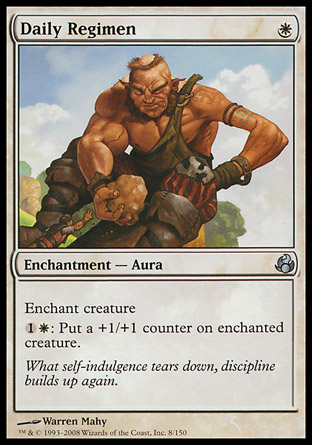 Daily Regimen
Enchantment — Aura
Enchant creature
1: Put a +1/+1 counter on enchanted
creature.
What self-indulgence tears down, discipline
builds up again.
Warren Mahy
™ & © 1993–2008 Wizards of the Coast, Inc. 8/150